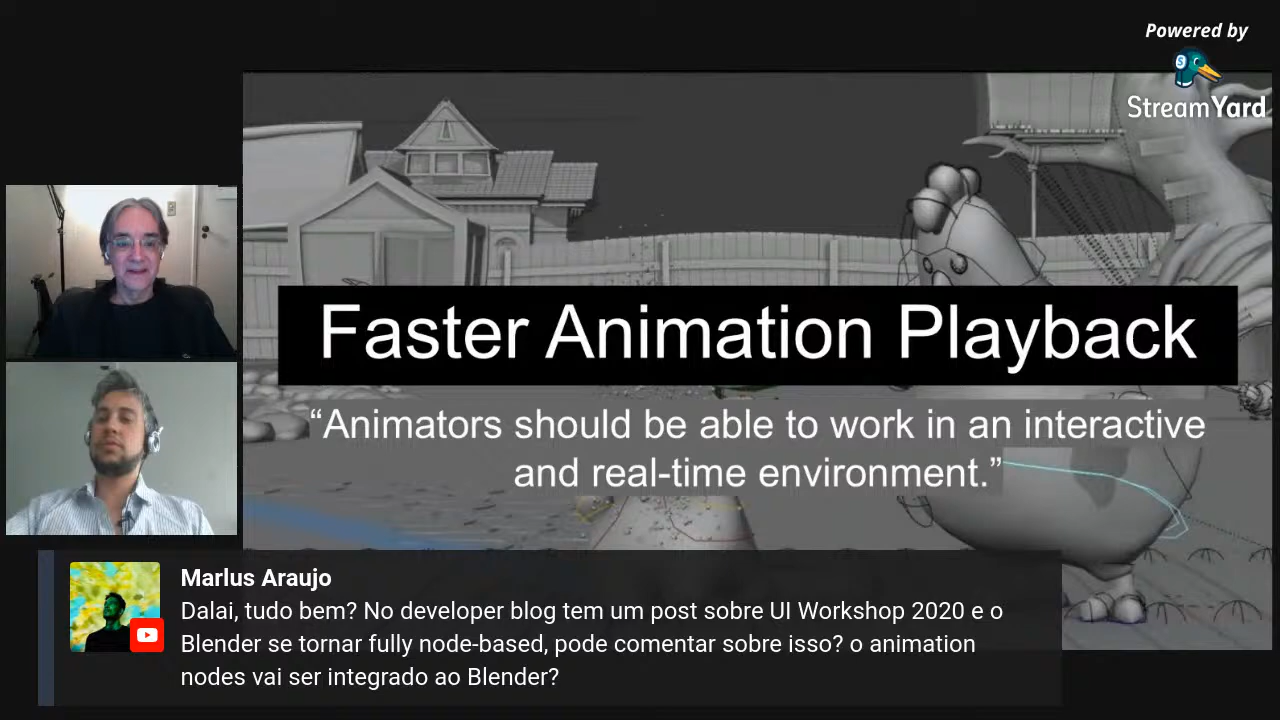 Powered by
StreamYard
Faster Animation Playback
“Animators should be able to work in an interactive
and real-time environment.”
Marlus Araujo
Dalai, tudo bem? No developer blog tem um post sobre UI Workshop 2020 e o
Blender se tornar fully node-based, pode comentar sobre isso? o animation
nodes vai ser integrado ao Blender?